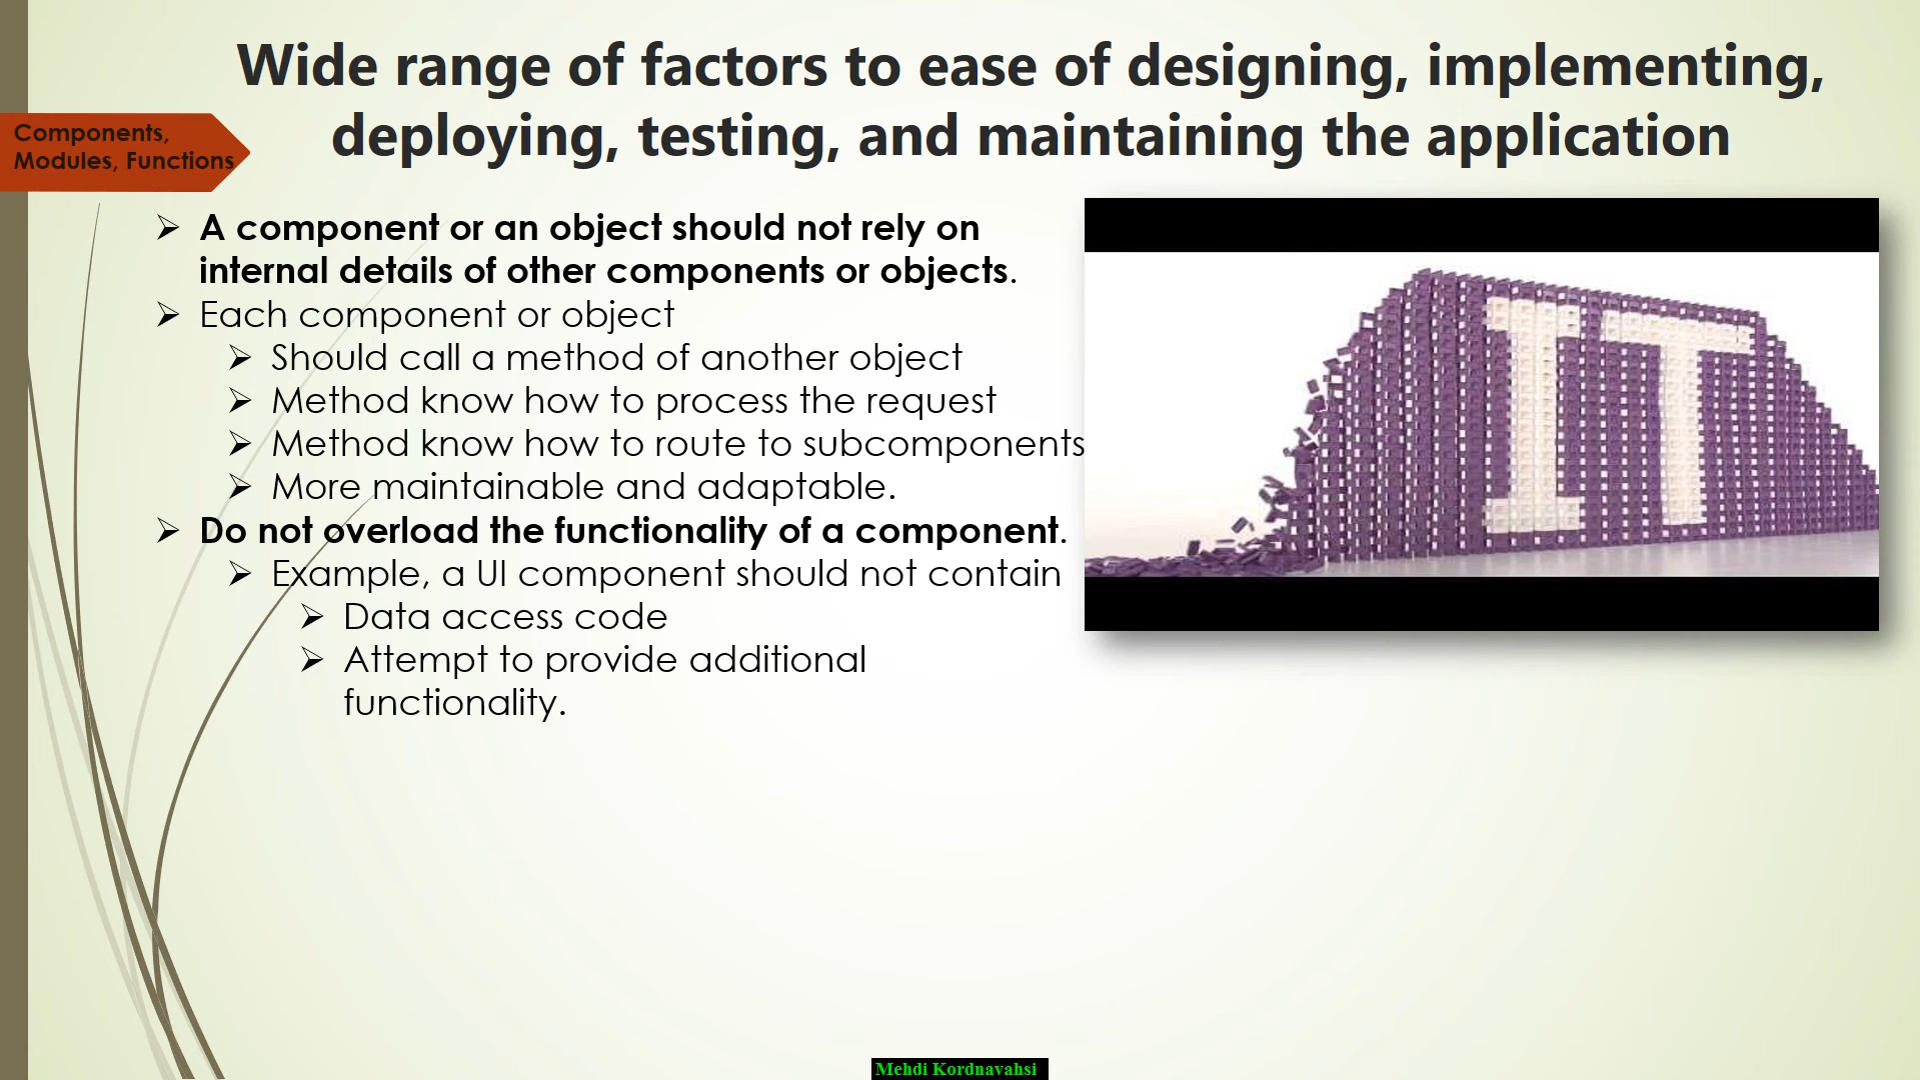 Wide range of factors to ease of designing, implementing,
deploying, testing, and maintaining the application
Components,
Modules, Functions
A component or an object should not rely on
internal details of other components or objects.
Each component or object
Should call a method of another object
Method know how to process the request
Method know how to route to subcomponents
More maintainable and adaptable.
Do not overload the functionality of a component.
Example, a UI component should not contain
Data access code
Attempt to provide additional
functionality.
IT
Mehdi Kordnavahsi